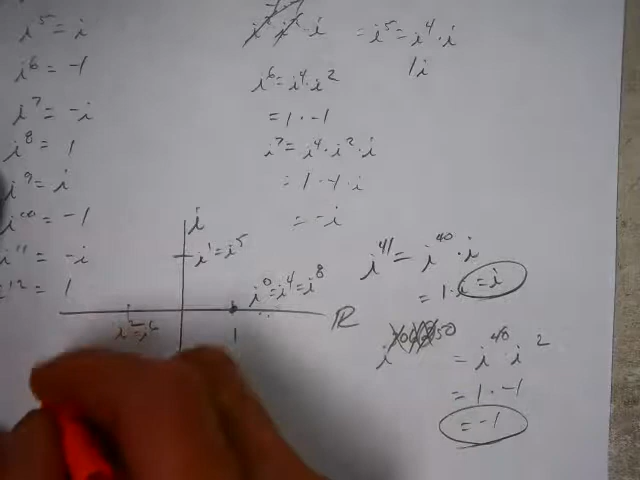 i⁵ = i
i⁶ = -1
i⁷ = -i
i⁸ = 1
i⁹ = i
i¹⁰ = -1
i¹¹ = -i
i¹² = 1
= i⁵ = i⁴ · i
1i
i⁶ = i⁴ · i²
= 1 · -1
i⁷ = i⁴ · i² · i
= 1 · -1 · i
= -i
i
i¹ = i⁵
i⁰ = i⁴ = i⁸
i² = i⁶
1
ℝ
i⁴¹ = i⁴⁰ · i
= 1 · i = i
= i⁴⁸ · i²
= 1 · -1
= -1